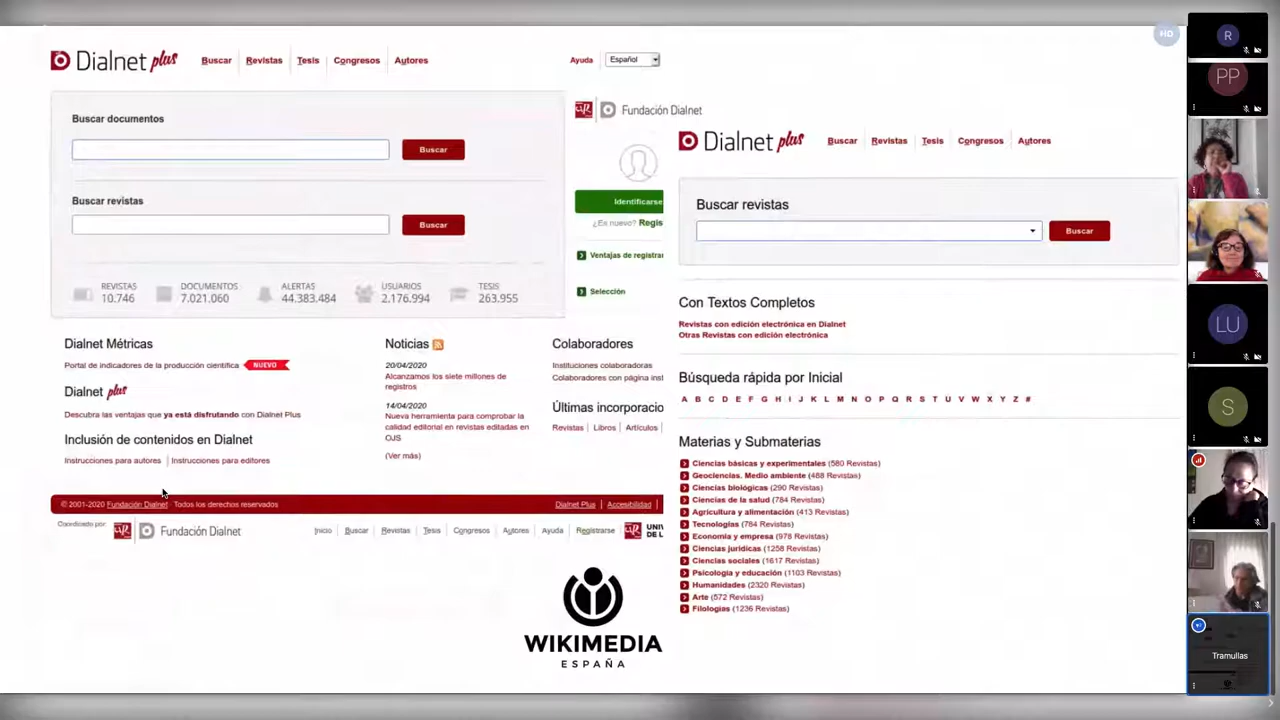 Dialnet plus
Buscar Revistas Tesis Congresos Autores
Ayuda Español
Buscar documentos
Buscar
Buscar revistas
Buscar
REVISTAS 10.746
DOCUMENTOS 7.021.060
ALERTAS 44.383.484
USUARIOS 2.176.994
TESIS 263.955
Fundación Dialnet
Identificarse
¿Es nuevo? Regis
Ventajas de registrar
Selección
Dialnet Métricas
Portal de indicadores de la producción científica NUEVO
Dialnet plus
Descubra las ventajas que ya está disfrutando con Dialnet Plus
Inclusión de contenidos en Dialnet
Instrucciones para autores Instrucciones para editores
Noticias
20/04/2020
Alcanzamos los siete millones de
registros
14/04/2020
Nueva herramienta para comprobar la
calidad editorial en revistas editadas en
OJS
(Ver más)
Colaboradores
Instituciones colaboradoras
Colaboradores con página inst
Últimas incorporacio
Revistas Libros Artículos
© 2001-2020 Fundación Dialnet · Todos los derechos reservados
Dialnet Plus Accesibilidad
Coordicado por:
Fundación Dialnet
Inicio Buscar Revistas Tesis Congresos Autores Ayuda Registrarse
UNIV
DE L
WIKIMEDIA
ESPAÑA
Dialnet plus
Buscar Revistas Tesis Congresos Autores
Buscar revistas
Buscar
Con Textos Completos
Revistas con edición electrónica en Dialnet
Otras Revistas con edición electrónica
Búsqueda rápida por Inicial
A B C D E F G H I J K L M N O P Q R S T U V W X Y Z #
Materias y Submaterias
Ciencias básicas y experimentales (580 Revistas)
Geociencias. Medio ambiente (488 Revistas)
Ciencias biológicas (290 Revistas)
Ciencias de la salud (784 Revistas)
Agricultura y alimentación (413 Revistas)
Tecnologías (784 Revistas)
Economía y empresa (978 Revistas)
Ciencias jurídicas (1258 Revistas)
Ciencias sociales (1617 Revistas)
Psicología y educación (1103 Revistas)
Humanidades (2320 Revistas)
Arte (572 Revistas)
Filologías (1236 Revistas)
HD
R
PP
LU
S
Tramullas